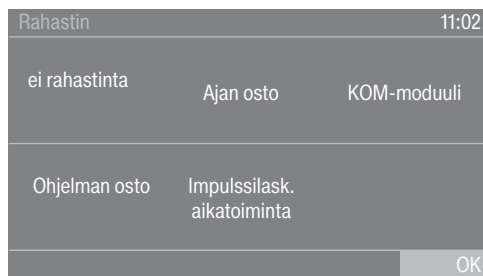 Rahastin 11:02
ei rahastinta
Ajan osto
KOM-moduuli
Ohjelman osto
Impulssilask.
aikatoiminta
OK